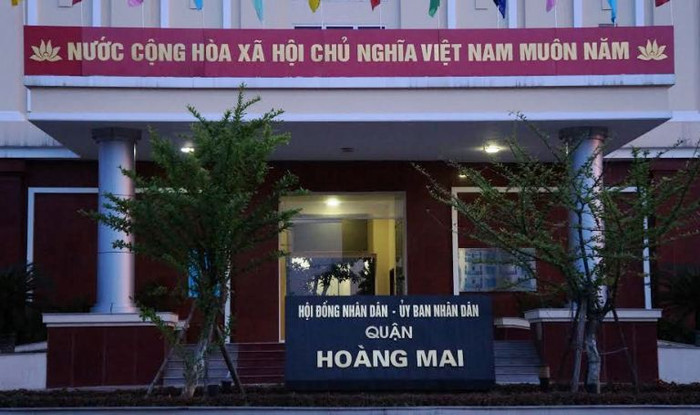 NƯỚC CỘNG HÒA XÃ HỘI CHỦ NGHĨA VIỆT NAM MUÔN NĂM
HỘI ĐỒNG NHÂN DÂN - ỦY BAN NHÂN DÂN
QUẬN
HOÀNG MAI